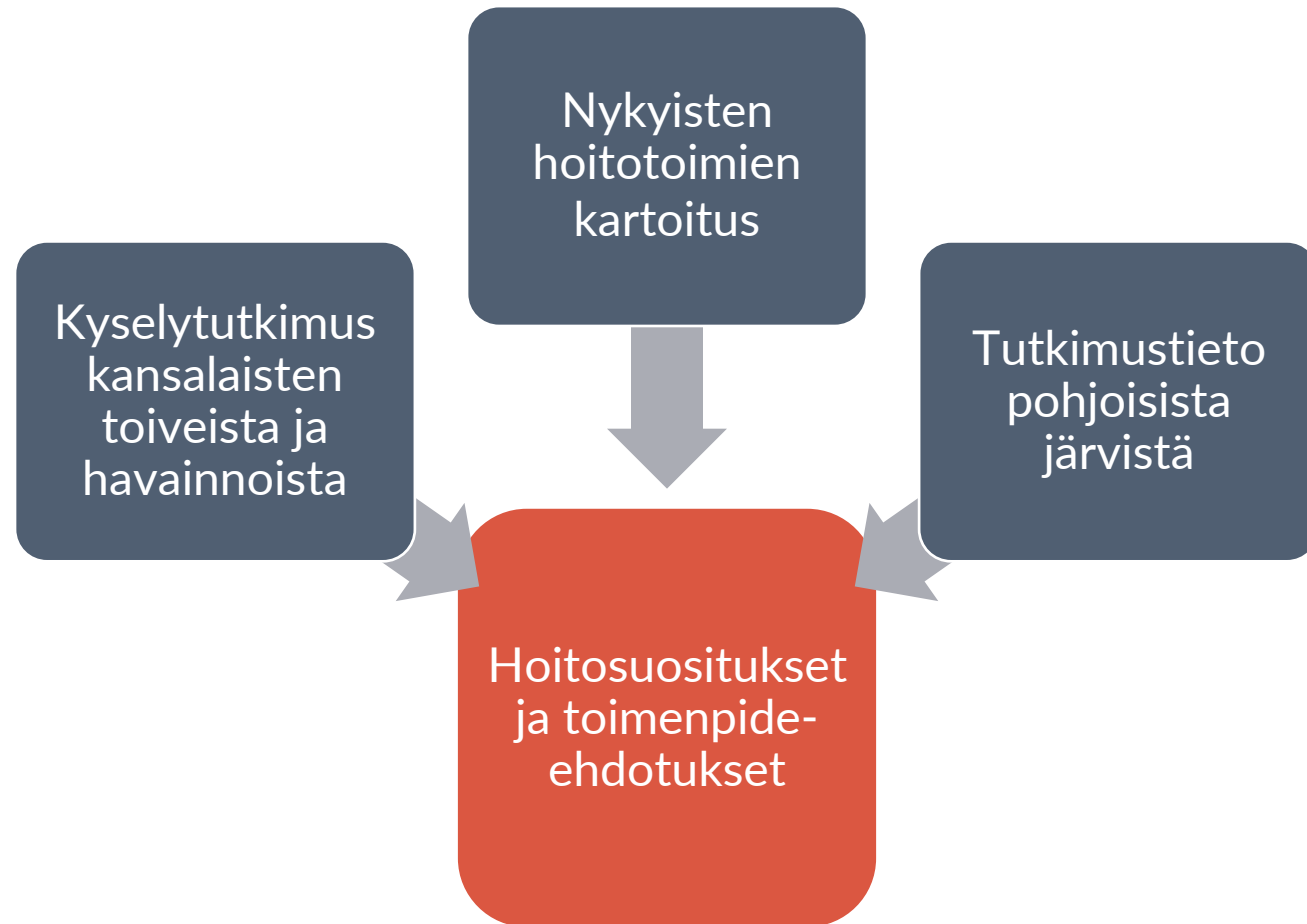 Nykyisten
hoitotoimien
kartoitus
Kyselytutkimus
kansalaisten
toiveista ja
havainnoista
Tutkimustieto
pohjoisista
järvistä
Hoitosuositukset
ja toimenpide-
ehdotukset